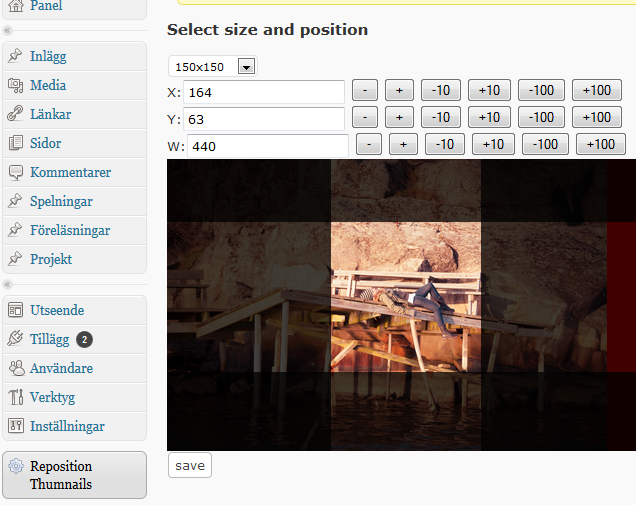 Panel
Inlägg
Media
Länkar
Sidor
Kommentarer
Spelningar
Föreläsningar
Projekt
Utseende
Tillägg 2
Användare
Verktyg
Inställningar
Reposition
Thumnails
Select size and position
150x150
X: 164 - + -10 +10 -100 +100
Y: 63 - + -10 +10 -100 +100
W: 440 - + -10 +10 -100 +100
save